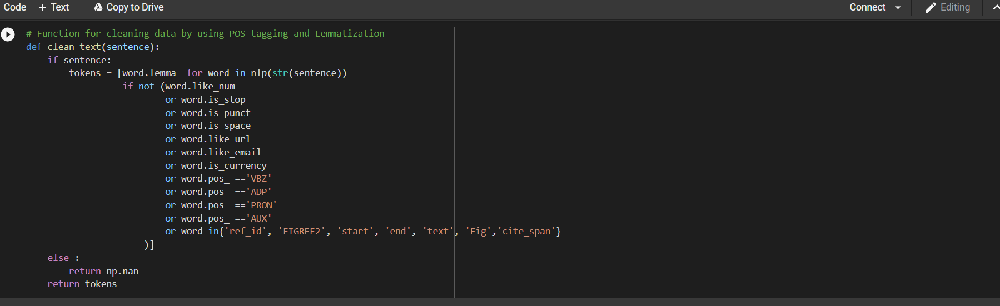 Code + Text Copy to Drive Connect Editing
# Function for cleaning data by using POS tagging and Lemmatization
def clean_text(sentence):
    if sentence:
        tokens = [word.lemma_ for word in nlp(str(sentence))
                  if not (word.like_num
                          or word.is_stop
                          or word.is_punct
                          or word.is_space
                          or word.like_url
                          or word.like_email
                          or word.is_currency
                          or word.pos_ =='VBZ'
                          or word.pos_ =='ADP'
                          or word.pos_ =='PRON'
                          or word.pos_ =='AUX'
                          or word in{'ref_id', 'FIGREF2', 'start', 'end', 'text', 'Fig','cite_span'}
                      )]
    else :
        return np.nan
    return tokens